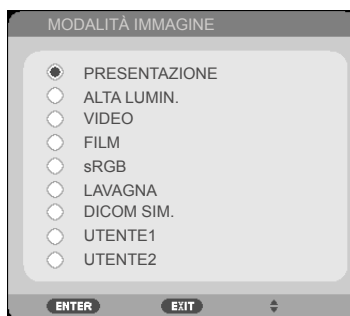 MODALITÀ IMMAGINE
PRESENTAZIONE
ALTA LUMIN.
VIDEO
FILM
sRGB
LAVAGNA
DICOM SIM.
UTENTE1
UTENTE2
ENTER EXIT